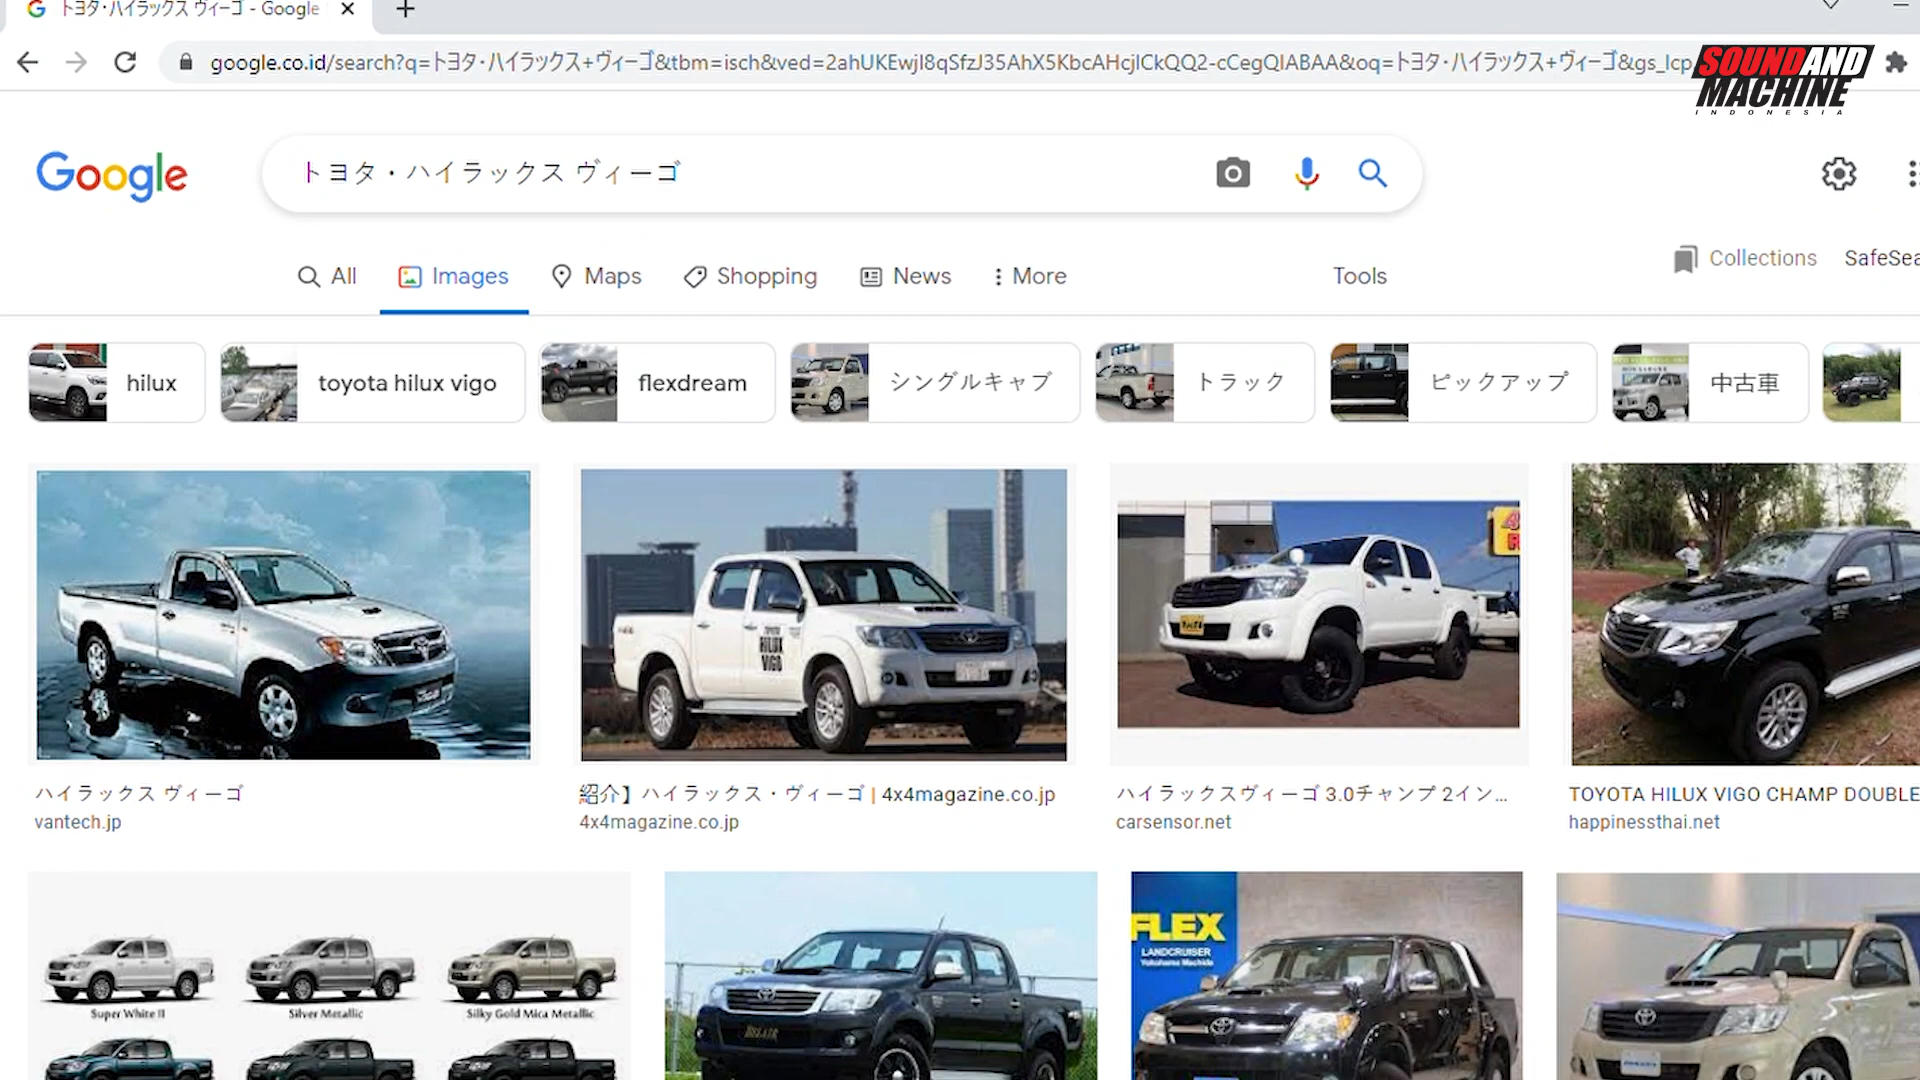 トヨタ・ハイラックス ヴィーゴ - Google
google.co.id/search?q=トヨタ・ハイラックス+ヴィーゴ&tbm=isch&ved=2ahUKEwjI8qSfzJ35AhX5KbcAHcjlCkQQ2-cCegQIABAA&oq=トヨタ・ハイラックス+ヴィーゴ&gs_lcp
SOUNDAND
MACHINE
INDONESIA
Google
トヨタ・ハイラックス ヴィーゴ
All
Images
Maps
Shopping
News
More
Tools
Collections
SafeSea
hilux
toyota hilux vigo
flexdream
シングルキャブ
トラック
ピックアップ
中古車
TOYOTA
HILUX
VIGO
ハイラックス ヴィーゴ
vantech.jp
紹介】ハイラックス・ヴィーゴ | 4x4magazine.co.jp
4x4magazine.co.jp
ハイラックスヴィーゴ 3.0チャンプ 2イン...
carsensor.net
TOYOTA HILUX VIGO CHAMP DOUBLE
happinessthai.net
Super White II
Silver Metallic
Silky Gold Mica Metallic
FLEX
LANDCRUISER
Yokohama Machida